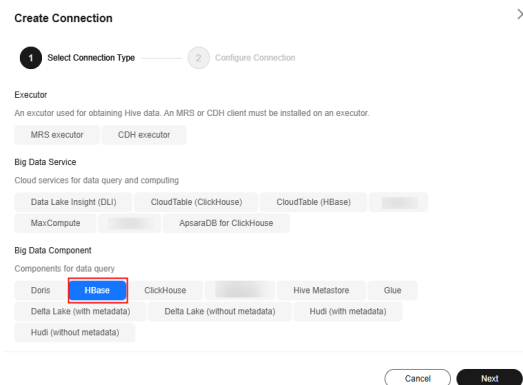 Create Connection
1 Select Connection Type 2 Configure Connection
Executor
An excutor used for obtaining Hive data. An MRS or CDH client must be installed on an executor.
MRS executor CDH executor
Big Data Service
Cloud services for data query and computing
Data Lake Insight (DLI) CloudTable (ClickHouse) CloudTable (HBase)
MaxCompute ApsaraDB for ClickHouse
Big Data Component
Components for data query
Doris HBase ClickHouse Hive Metastore Glue
Delta Lake (with metadata) Delta Lake (without metadata) Hudi (with metadata)
Hudi (without metadata)
Cancel Next